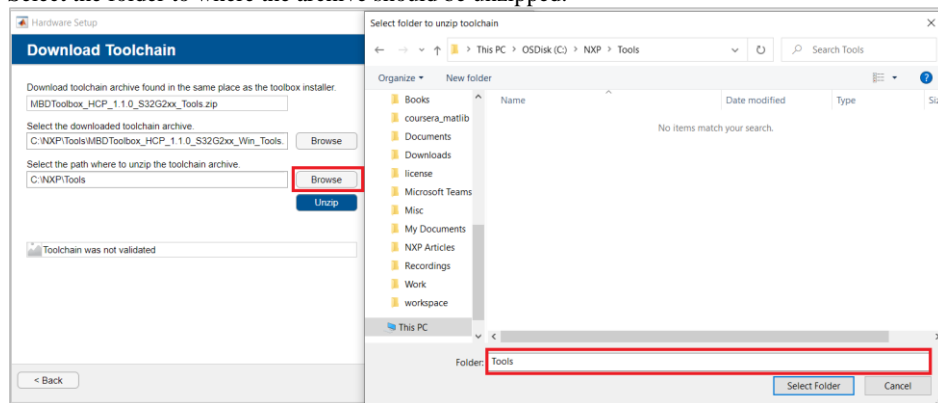 Select the folder to where the archive should be unzipped.
Hardware Setup
Download Toolchain
Download toolchain archive found in the same place as the toolbox installer.
MBDToolbox_HCP_1.1.0_S32G2xx_Tools.zip
Select the downloaded toolchain archive.
C:\NXP\Tools\MBDToolbox_HCP_1.1.0_S32G2xx_Win_Tools. Browse
Select the path where to unzip the toolchain archive.
C:\NXP\Tools Browse
Unzip
Toolchain was not validated
< Back
Select folder to unzip toolchain
This PC > OSDisk (C:) > NXP > Tools Search Tools
Organize New folder
Name Date modified Type Siz
No items match your search.
Books
coursera_matlib
Documents
Downloads
license
Microsoft Teams
Misc
My Documents
NXP Articles
Recordings
Work
workspace
This PC
Folder: Tools
Select Folder Cancel